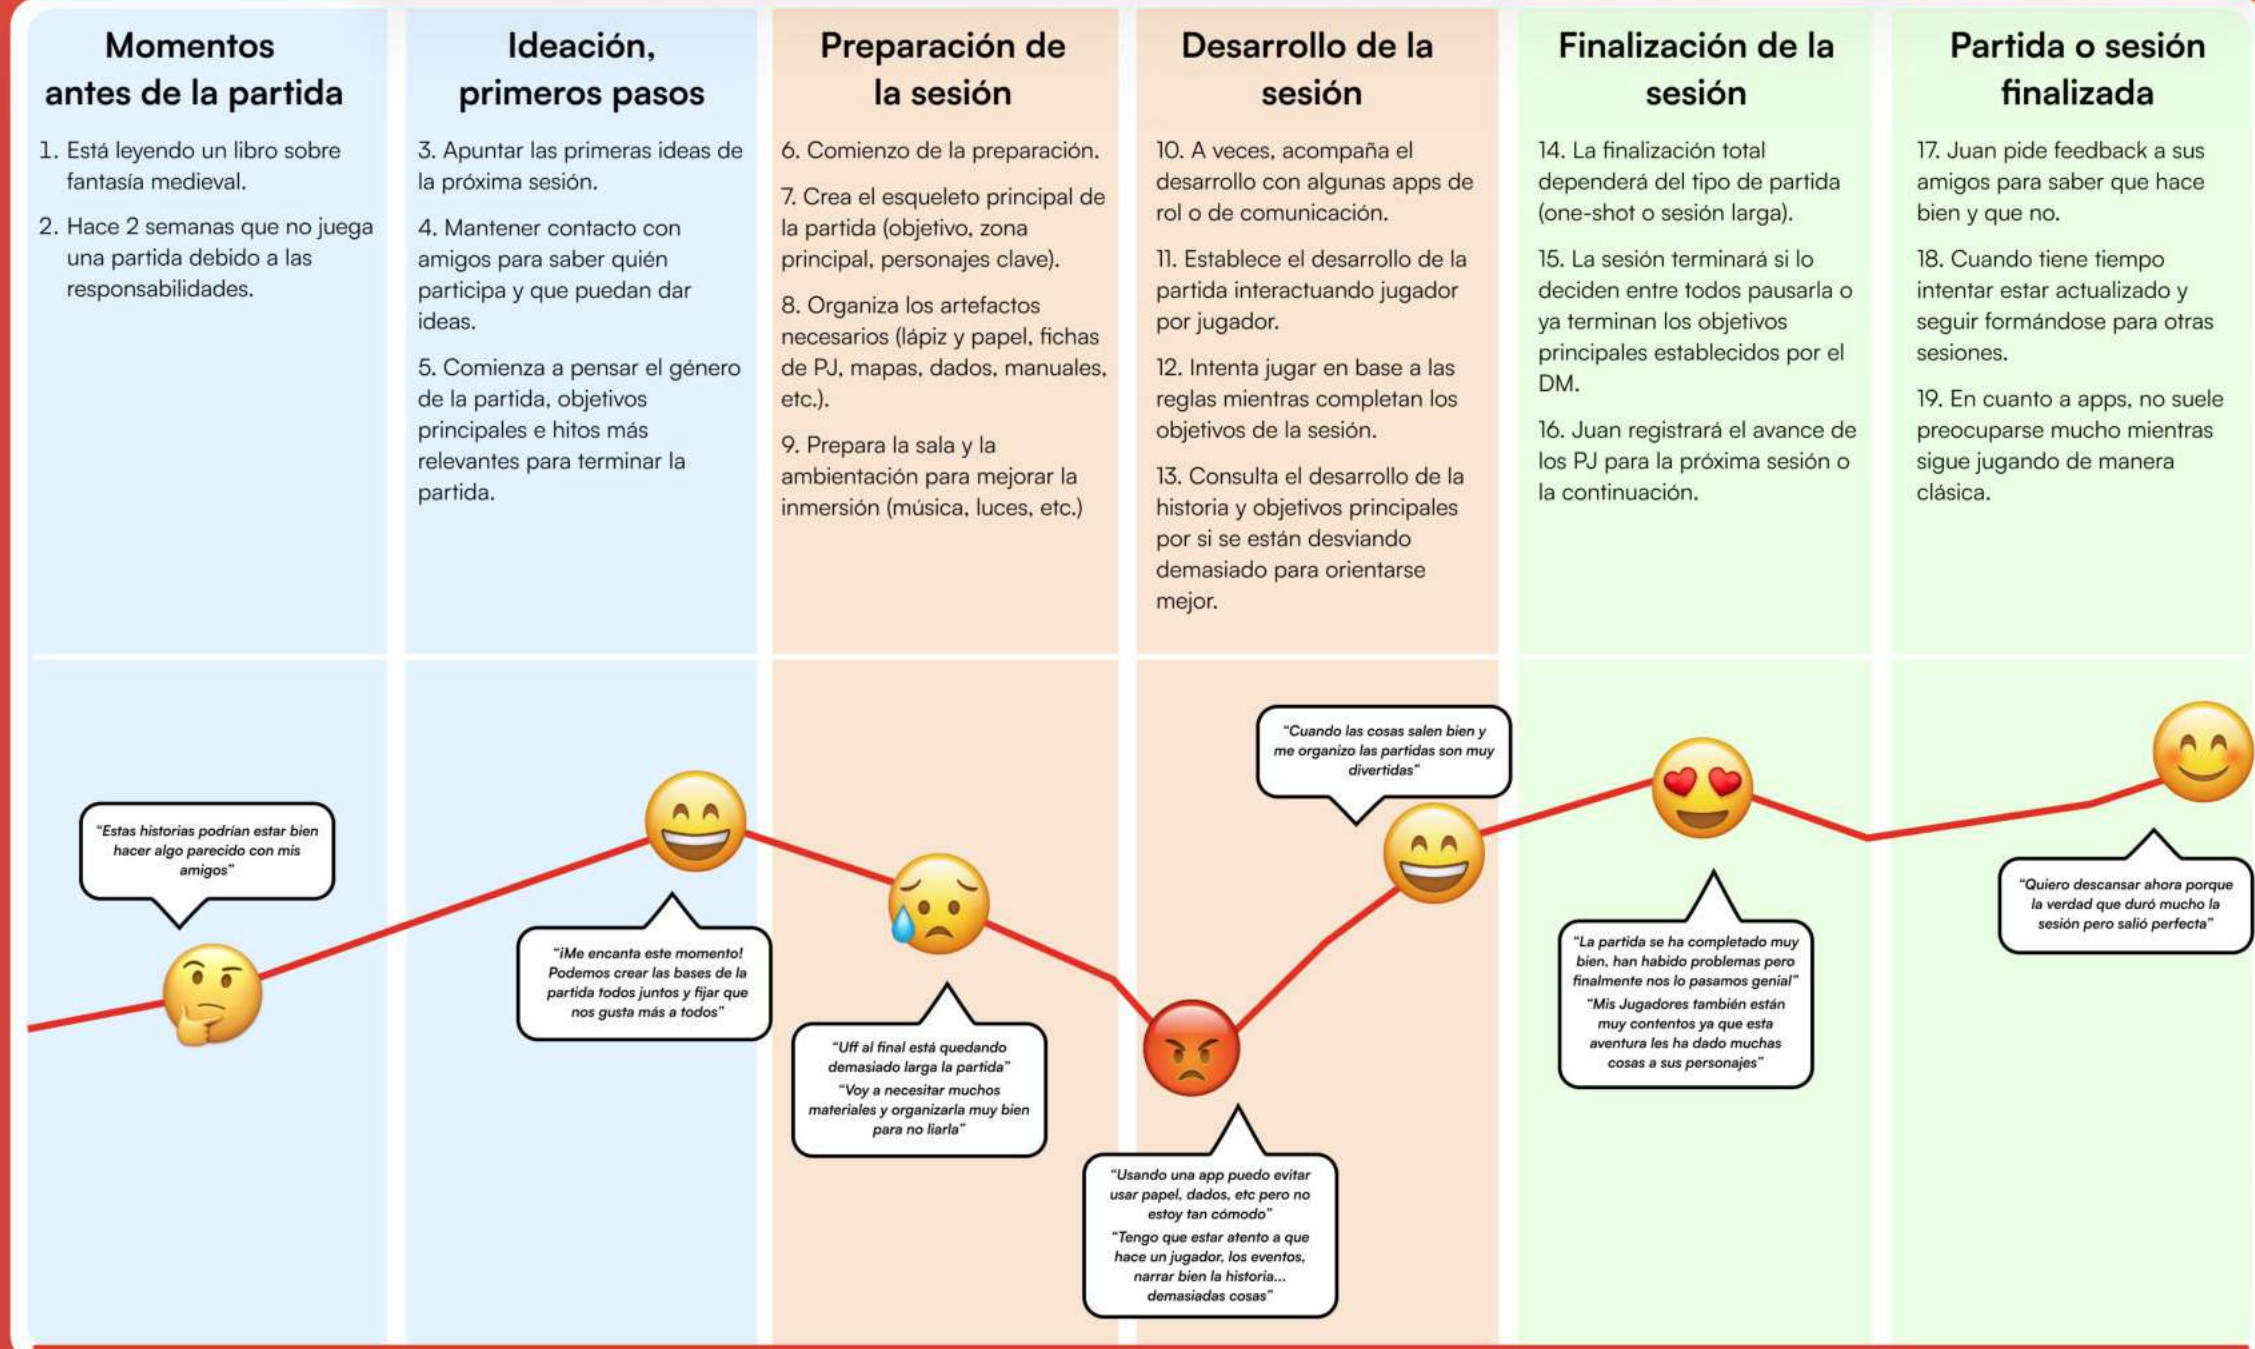 Momentos
antes de la partida
1. Está leyendo un libro sobre
fantasía medieval.
2. Hace 2 semanas que no juega
una partida debido a las
responsabilidades.
Ideación,
primeros pasos
3. Apuntar las primeras ideas de
la próxima sesión.
4. Mantener contacto con
amigos para saber quién
participa y que puedan dar
ideas.
5. Comienza a pensar el género
de la partida, objetivos
principales e hitos más
relevantes para terminar la
partida.
Preparación de
la sesión
6. Comienzo de la preparación.
7. Crea el esqueleto principal de
la partida (objetivo, zona
principal, personajes clave).
8. Organiza los artefactos
necesarios (lápiz y papel, fichas
de PJ, mapas, dados, manuales,
etc.).
9. Prepara la sala y la
ambientación para mejorar la
inmersión (música, luces, etc.)
Desarrollo de la
sesión
10. A veces, acompaña el
desarrollo con algunas apps de
rol o de comunicación.
11. Establece el desarrollo de la
partida interactuando jugador
por jugador.
12. Intenta jugar en base a las
reglas mientras completan los
objetivos de la sesión.
13. Consulta el desarrollo de la
historia y objetivos principales
por si se están desviando
demasiado para orientarse
mejor.
Finalización de la
sesión
14. La finalización total
dependerá del tipo de partida
(one-shot o sesión larga).
15. La sesión terminará si lo
deciden entre todos pausarla o
ya terminan los objetivos
principales establecidos por el
DM.
16. Juan registrará el avance de
los PJ para la próxima sesión o
la continuación.
Partida o sesión
finalizada
17. Juan pide feedback a sus
amigos para saber que hace
bien y que no.
18. Cuando tiene tiempo
intentar estar actualizado y
seguir formándose para otras
sesiones.
19. En cuanto a apps, no suele
preocuparse mucho mientras
sigue jugando de manera
clásica.
"Estas historias podrían estar bien
hacer algo parecido con mis
amigos"
"¡Me encanta este momento!
Podemos crear las bases de la
partida todos juntos y fijar que
nos gusta más a todos"
"Uff al final está quedando
demasiado larga la partida"
"Voy a necesitar muchos
materiales y organizarla muy bien
para no liarla"
"Usando una app puedo evitar
usar papel, dados, etc pero no
estoy tan cómodo"
"Tengo que estar atento a que
hace un jugador, los eventos,
narrar bien la historia...
demasiadas cosas"
"Cuando las cosas salen bien y
me organizo las partidas son muy
divertidas"
"La partida se ha completado muy
bien, han habido problemas pero
finalmente nos lo pasamos genial"
"Mis Jugadores también están
muy contentos ya que esta
aventura les ha dado muchas
cosas a sus personajes"
"Quiero descansar ahora porque
la verdad que duró mucho la
sesión pero salió perfecta"